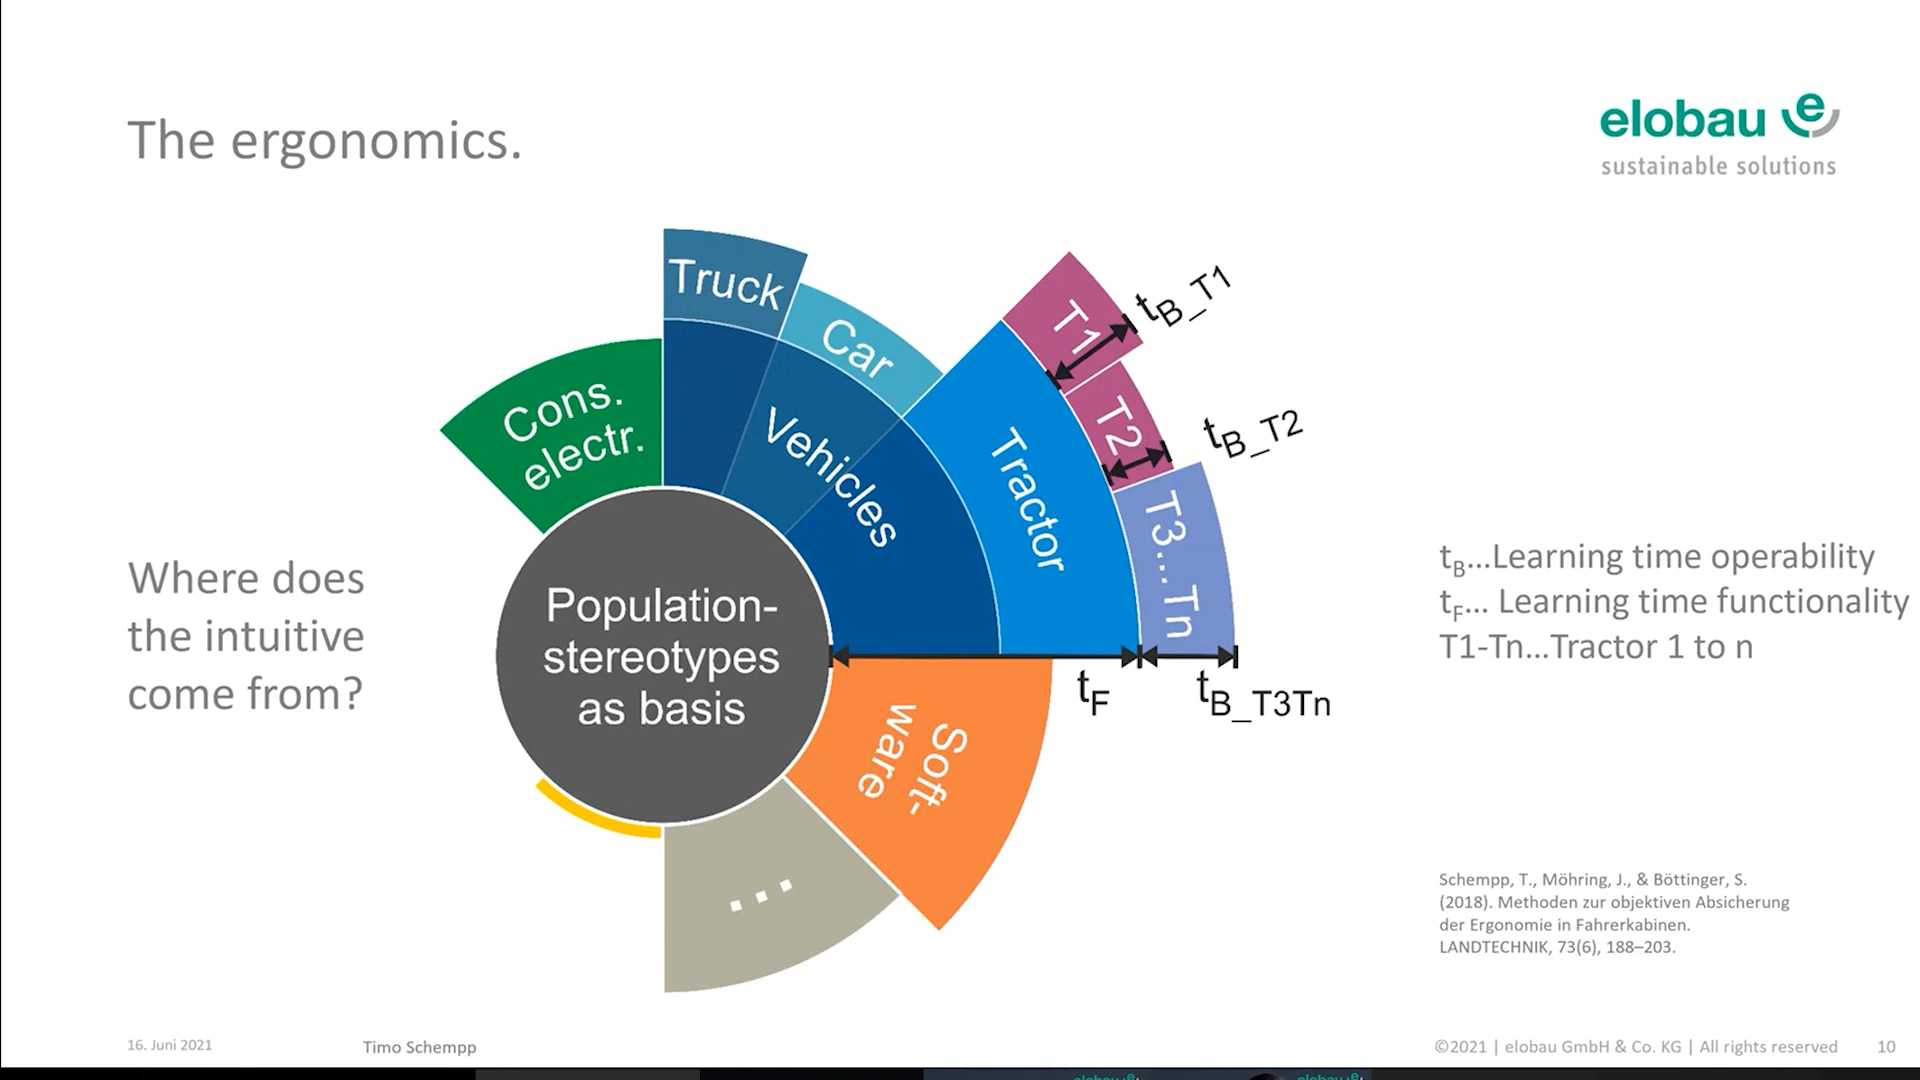 The ergonomics.
elobau e
sustainable solutions
Truck
Car
Cons.
electr.
Vehicles
Tractor
T1
T2
T3...Tn
tB_T1
tB_T2
tF
tB_T3Tn
Population-
stereotypes
as basis
Soft-
ware
...
Where does
the intuitive
come from?
tB...Learning time operability
tF... Learning time functionality
T1-Tn...Tractor 1 to n
Schempp, T., Möhring, J., & Böttinger, S.
(2018). Methoden zur objektiven Absicherung
der Ergonomie in Fahrerkabinen.
LANDTECHNIK, 73(6), 188–203.
16. Juni 2021
Timo Schempp
©2021 | elobau GmbH & Co. KG | All rights reserved
10
elobau e
elobau e